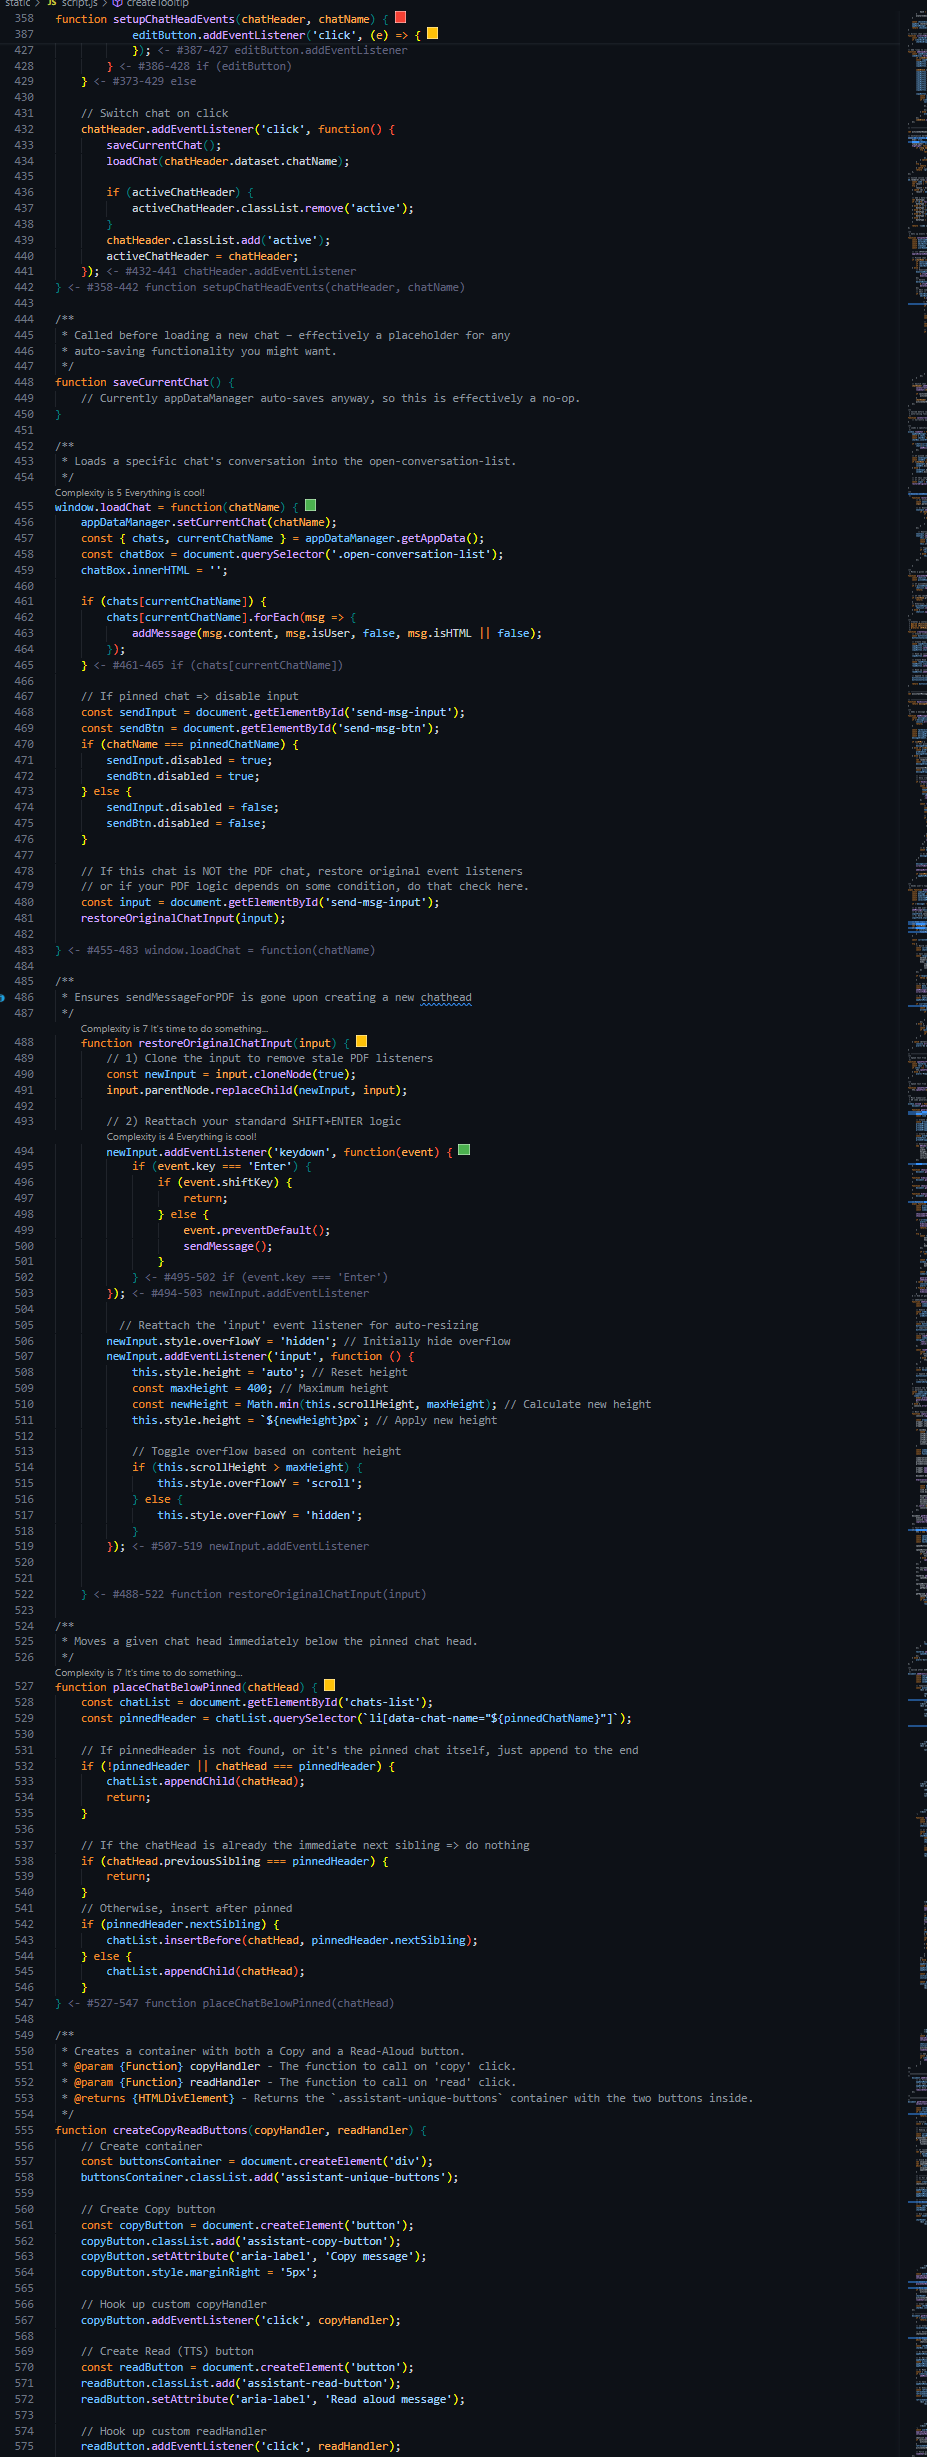 static > JS script.js > createTooltip
358 function setupChatHeadEvents(chatHeader, chatName) {
387 editButton.addEventListener('click', (e) => {
427 }); <- #387-427 editButton.addEventListener
428 } <- #386-428 if (editButton)
429 } <- #373-429 else
430
431 // Switch chat on click
432 chatHeader.addEventListener('click', function() {
433 saveCurrentChat();
434 loadChat(chatHeader.dataset.chatName);
435
436 if (activeChatHeader) {
437 activeChatHeader.classList.remove('active');
438 }
439 chatHeader.classList.add('active');
440 activeChatHeader = chatHeader;
441 }); <- #432-441 chatHeader.addEventListener
442 } <- #358-442 function setupChatHeadEvents(chatHeader, chatName)
443
444 /**
445 * Called before loading a new chat – effectively a placeholder for any
446 * auto-saving functionality you might want.
447 */
448 function saveCurrentChat() {
449 // Currently appDataManager auto-saves anyway, so this is effectively a no-op.
450 }
451
452 /**
453 * Loads a specific chat's conversation into the open-conversation-list.
454 */
Complexity is 5 Everything is cool!
455 window.loadChat = function(chatName) {
456 appDataManager.setCurrentChat(chatName);
457 const { chats, currentChatName } = appDataManager.getAppData();
458 const chatBox = document.querySelector('.open-conversation-list');
459 chatBox.innerHTML = '';
460
461 if (chats[currentChatName]) {
462 chats[currentChatName].forEach(msg => {
463 addMessage(msg.content, msg.isUser, false, msg.isHTML || false);
464 });
465 } <- #461-465 if (chats[currentChatName])
466
467 // If pinned chat => disable input
468 const sendInput = document.getElementById('send-msg-input');
469 const sendBtn = document.getElementById('send-msg-btn');
470 if (chatName === pinnedChatName) {
471 sendInput.disabled = true;
472 sendBtn.disabled = true;
473 } else {
474 sendInput.disabled = false;
475 sendBtn.disabled = false;
476 }
477
478 // If this chat is NOT the PDF chat, restore original event listeners
479 // or if your PDF logic depends on some condition, do that check here.
480 const input = document.getElementById('send-msg-input');
481 restoreOriginalChatInput(input);
482
483 } <- #455-483 window.loadChat = function(chatName)
484
485 /**
486 * Ensures sendMessageForPDF is gone upon creating a new chathead
487 */
Complexity is 7 It's time to do something...
488 function restoreOriginalChatInput(input) {
489 // 1) Clone the input to remove stale PDF listeners
490 const newInput = input.cloneNode(true);
491 input.parentNode.replaceChild(newInput, input);
492
493 // 2) Reattach your standard SHIFT+ENTER logic
Complexity is 4 Everything is cool!
494 newInput.addEventListener('keydown', function(event) {
495 if (event.key === 'Enter') {
496 if (event.shiftKey) {
497 return;
498 } else {
499 event.preventDefault();
500 sendMessage();
501 }
502 } <- #495-502 if (event.key === 'Enter')
503 }); <- #494-503 newInput.addEventListener
504
505 // Reattach the 'input' event listener for auto-resizing
506 newInput.style.overflowY = 'hidden'; // Initially hide overflow
507 newInput.addEventListener('input', function () {
508 this.style.height = 'auto'; // Reset height
509 const maxHeight = 400; // Maximum height
510 const newHeight = Math.min(this.scrollHeight, maxHeight); // Calculate new height
511 this.style.height = `${newHeight}px`; // Apply new height
512
513 // Toggle overflow based on content height
514 if (this.scrollHeight > maxHeight) {
515 this.style.overflowY = 'scroll';
516 } else {
517 this.style.overflowY = 'hidden';
518 }
519 }); <- #507-519 newInput.addEventListener
520
521
522 } <- #488-522 function restoreOriginalChatInput(input)
523
524 /**
525 * Moves a given chat head immediately below the pinned chat head.
526 */
Complexity is 7 It's time to do something...
527 function placeChatBelowPinned(chatHead) {
528 const chatList = document.getElementById('chats-list');
529 const pinnedHeader = chatList.querySelector(`li[data-chat-name="${pinnedChatName}"]`);
530
531 // If pinnedHeader is not found, or it's the pinned chat itself, just append to the end
532 if (!pinnedHeader || chatHead === pinnedHeader) {
533 chatList.appendChild(chatHead);
534 return;
535 }
536
537 // If the chatHead is already the immediate next sibling => do nothing
538 if (chatHead.previousSibling === pinnedHeader) {
539 return;
540 }
541 // Otherwise, insert after pinned
542 if (pinnedHeader.nextSibling) {
543 chatList.insertBefore(chatHead, pinnedHeader.nextSibling);
544 } else {
545 chatList.appendChild(chatHead);
546 }
547 } <- #527-547 function placeChatBelowPinned(chatHead)
548
549 /**
550 * Creates a container with both a Copy and a Read-Aloud button.
551 * @param {Function} copyHandler - The function to call on 'copy' click.
552 * @param {Function} readHandler - The function to call on 'read' click.
553 * @returns {HTMLDivElement} - Returns the `.assistant-unique-buttons` container with the two buttons inside.
554 */
555 function createCopyReadButtons(copyHandler, readHandler) {
556 // Create container
557 const buttonsContainer = document.createElement('div');
558 buttonsContainer.classList.add('assistant-unique-buttons');
559
560 // Create Copy button
561 const copyButton = document.createElement('button');
562 copyButton.classList.add('assistant-copy-button');
563 copyButton.setAttribute('aria-label', 'Copy message');
564 copyButton.style.marginRight = '5px';
565
566 // Hook up custom copyHandler
567 copyButton.addEventListener('click', copyHandler);
568
569 // Create Read (TTS) button
570 const readButton = document.createElement('button');
571 readButton.classList.add('assistant-read-button');
572 readButton.setAttribute('aria-label', 'Read aloud message');
573
574 // Hook up custom readHandler
575 readButton.addEventListener('click', readHandler);